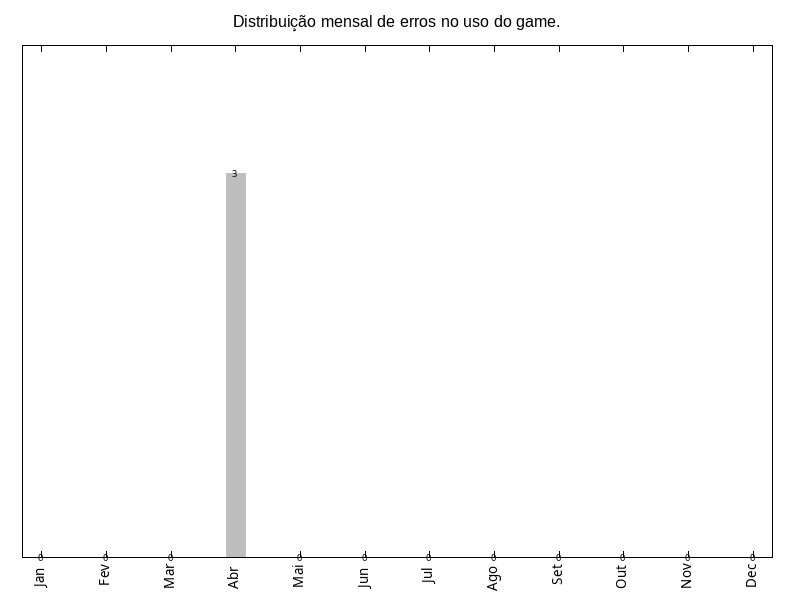 Distribuição mensal de erros no uso do game.
3
0 0 0 0 0 0 0 0 0 0 0
Jan Fev Mar Abr Mai Jun Jul Ago Set Out Nov Dec